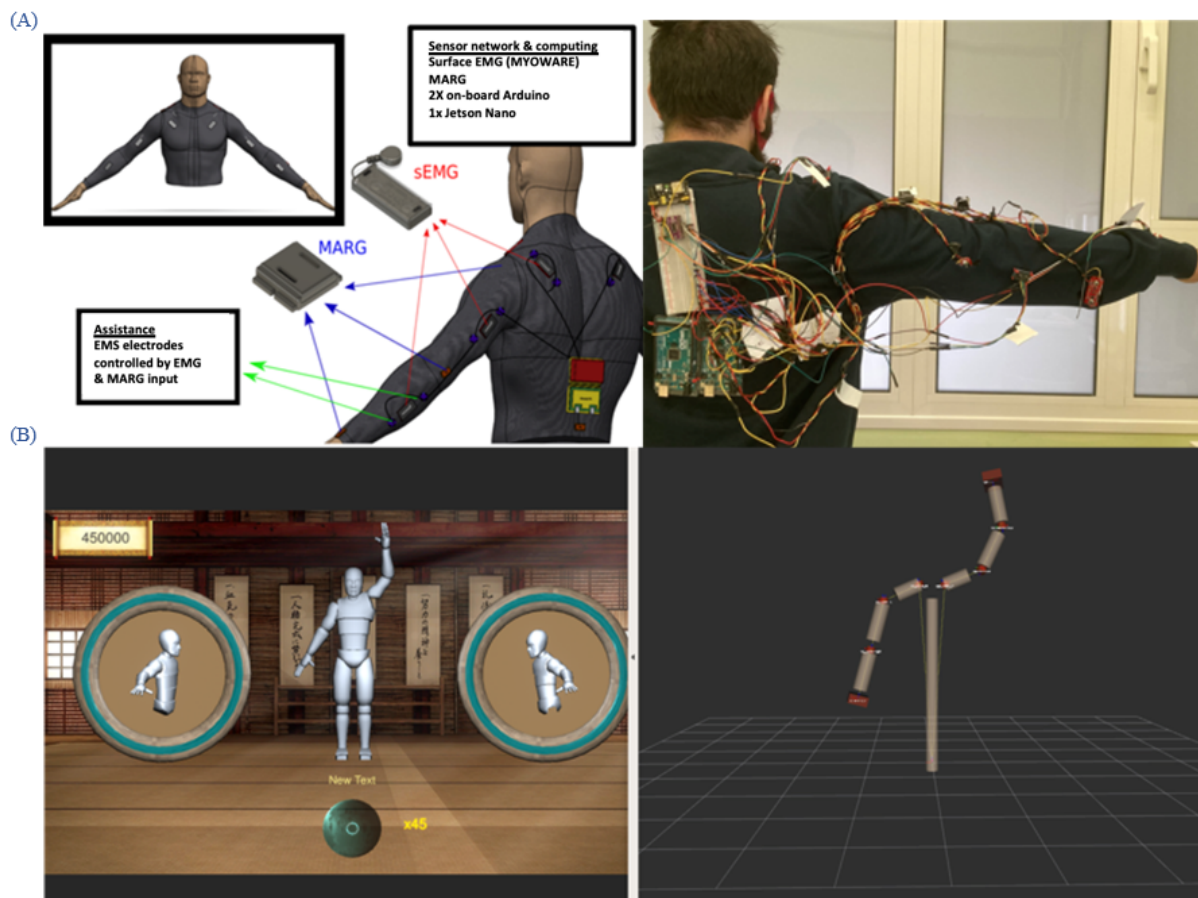 (A)
Sensor network & computing
Surface EMG (MYOWARE)
MARG
2X on-board Arduino
1x Jetson Nano
sEMG
MARG
Assistance
EMS electrodes
controlled by EMG
& MARG input
(B)
450000
New Text
x45